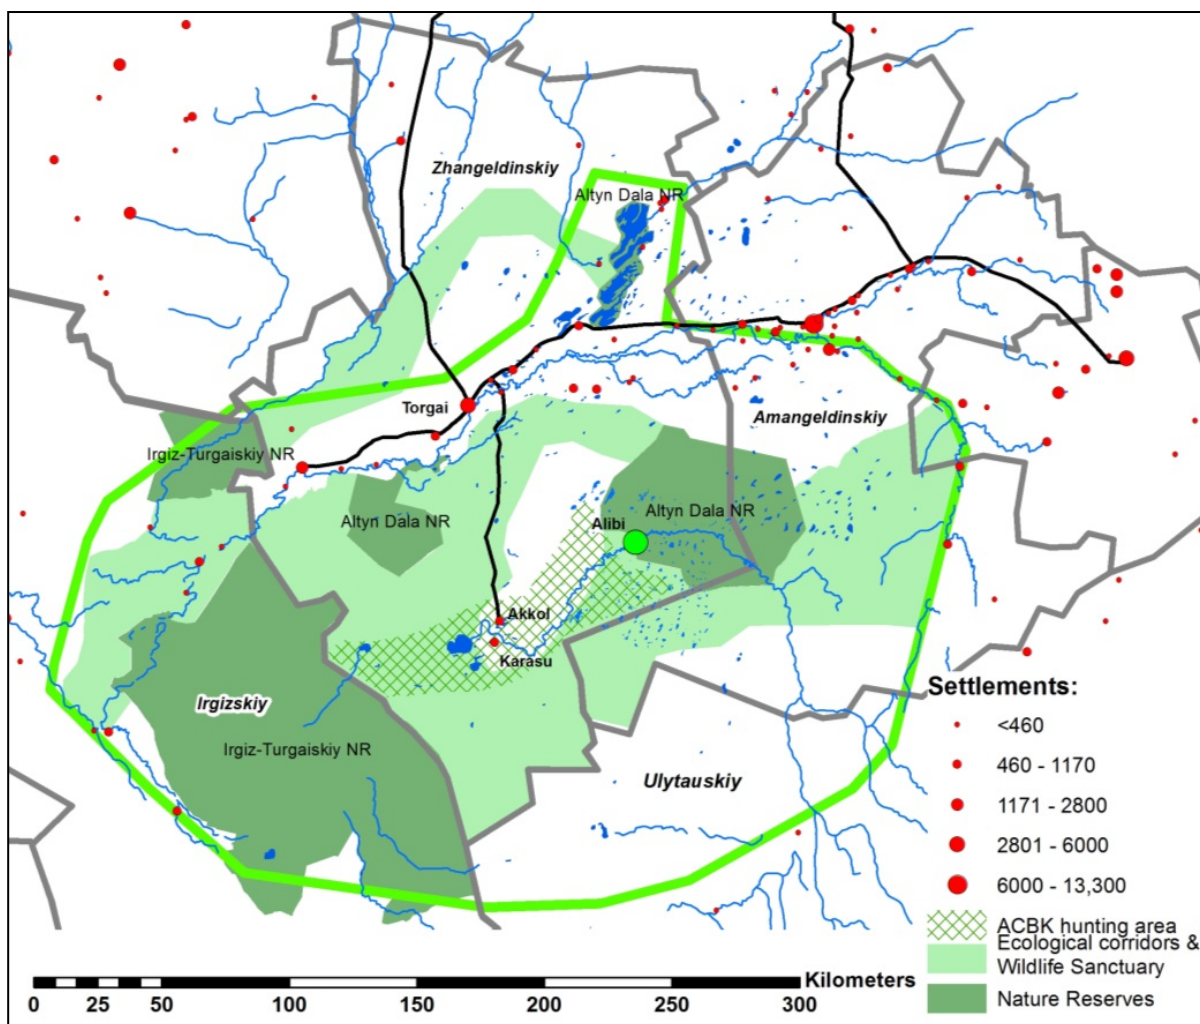 Zhangeldinskiy
Altyn Dala NR
Torgai
Amangeldinskiy
Irgiz-Turgaiskiy NR
Altyn Dala NR
Alibi
Altyn Dala NR
Akkol
Karasu
Irgizskiy
Irgiz-Turgaiskiy NR
Ulytauskiy
Settlements:
<460
460 - 1170
1171 - 2800
2801 - 6000
6000 - 13,300
ACBK hunting area
Ecological corridors &
Wildlife Sanctuary
Nature Reserves
Kilometers
0 25 50 100 150 200 250 300